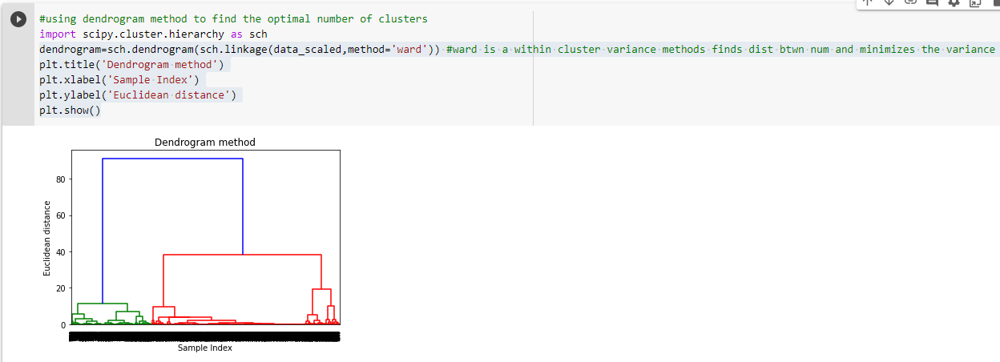 #using dendrogram method to find the optimal number of clusters
import scipy.cluster.hierarchy as sch
dendrogram=sch.dendrogram(sch.linkage(data_scaled,method='ward')) #ward is a within cluster variance methods finds dist btwn num and minimizes the variance
plt.title('Dendrogram method')
plt.xlabel('Sample Index')
plt.ylabel('Euclidean distance')
plt.show()
Dendrogram method
Euclidean distance
80
60
40
20
0
Sample Index